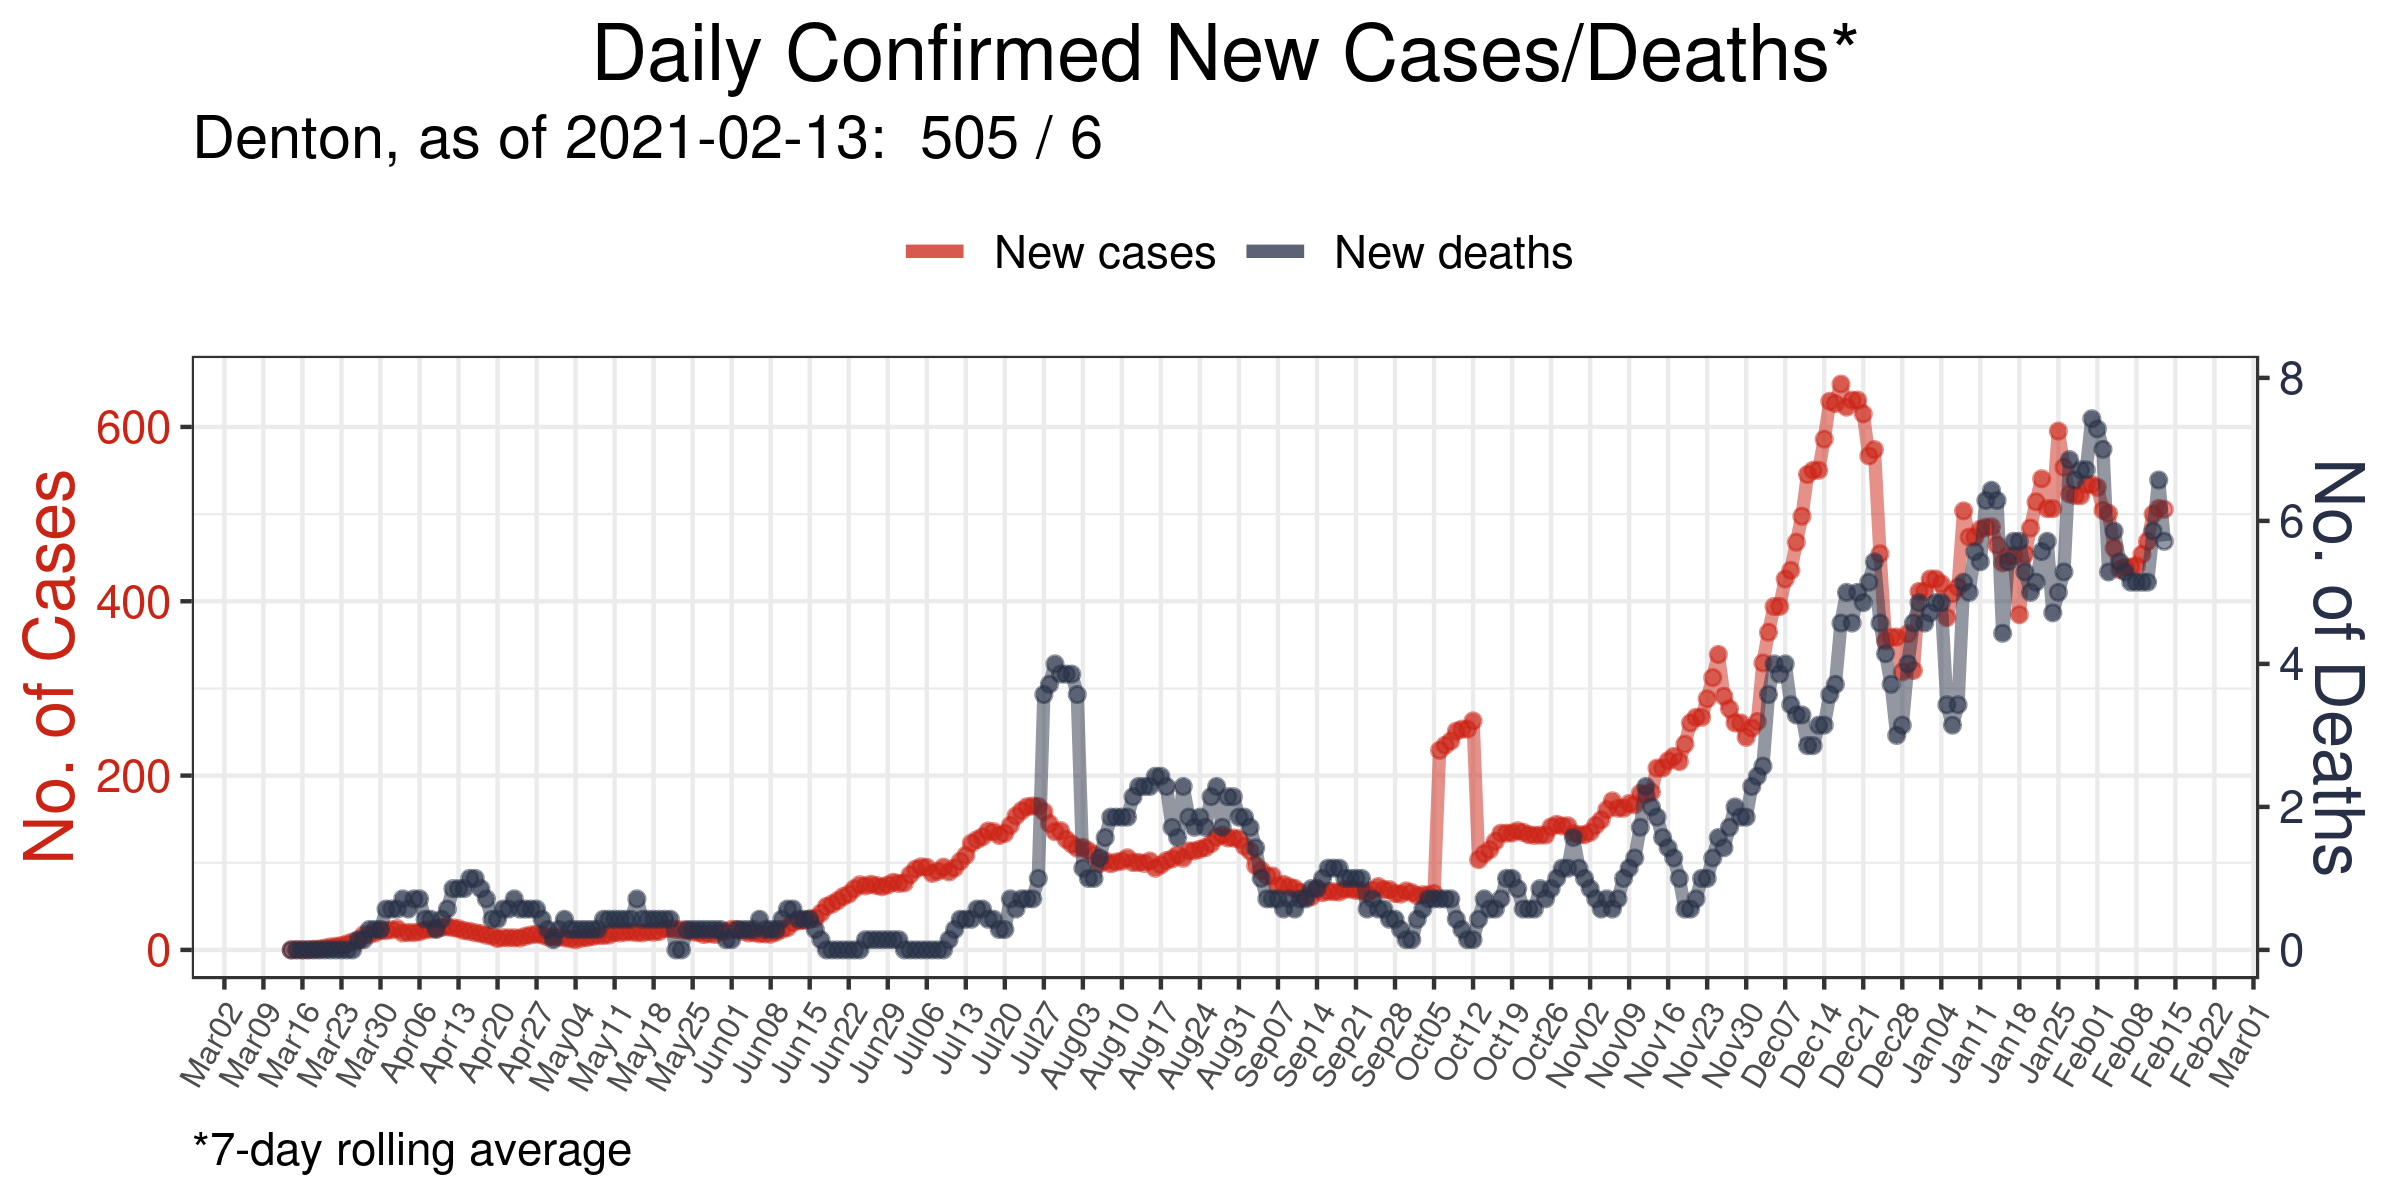 Daily Confirmed New Cases/Deaths*
Denton, as of 2021-02-13:  505 / 6
New cases
New deaths
No. of Cases
600
400
200
0
8
6
4
2
0
No. of Deaths
Mar02
Mar09
Mar16
Mar23
Mar30
Apr06
Apr13
Apr20
Apr27
May04
May11
May18
May25
Jun01
Jun08
Jun15
Jun22
Jun29
Jul06
Jul13
Jul20
Jul27
Aug03
Aug10
Aug17
Aug24
Aug31
Sep07
Sep14
Sep21
Sep28
Oct05
Oct12
Oct19
Oct26
Nov02
Nov09
Nov16
Nov23
Nov30
Dec07
Dec14
Dec21
Dec28
Jan04
Jan11
Jan18
Jan25
Feb01
Feb08
Feb15
Feb22
Mar01
*7-day rolling average